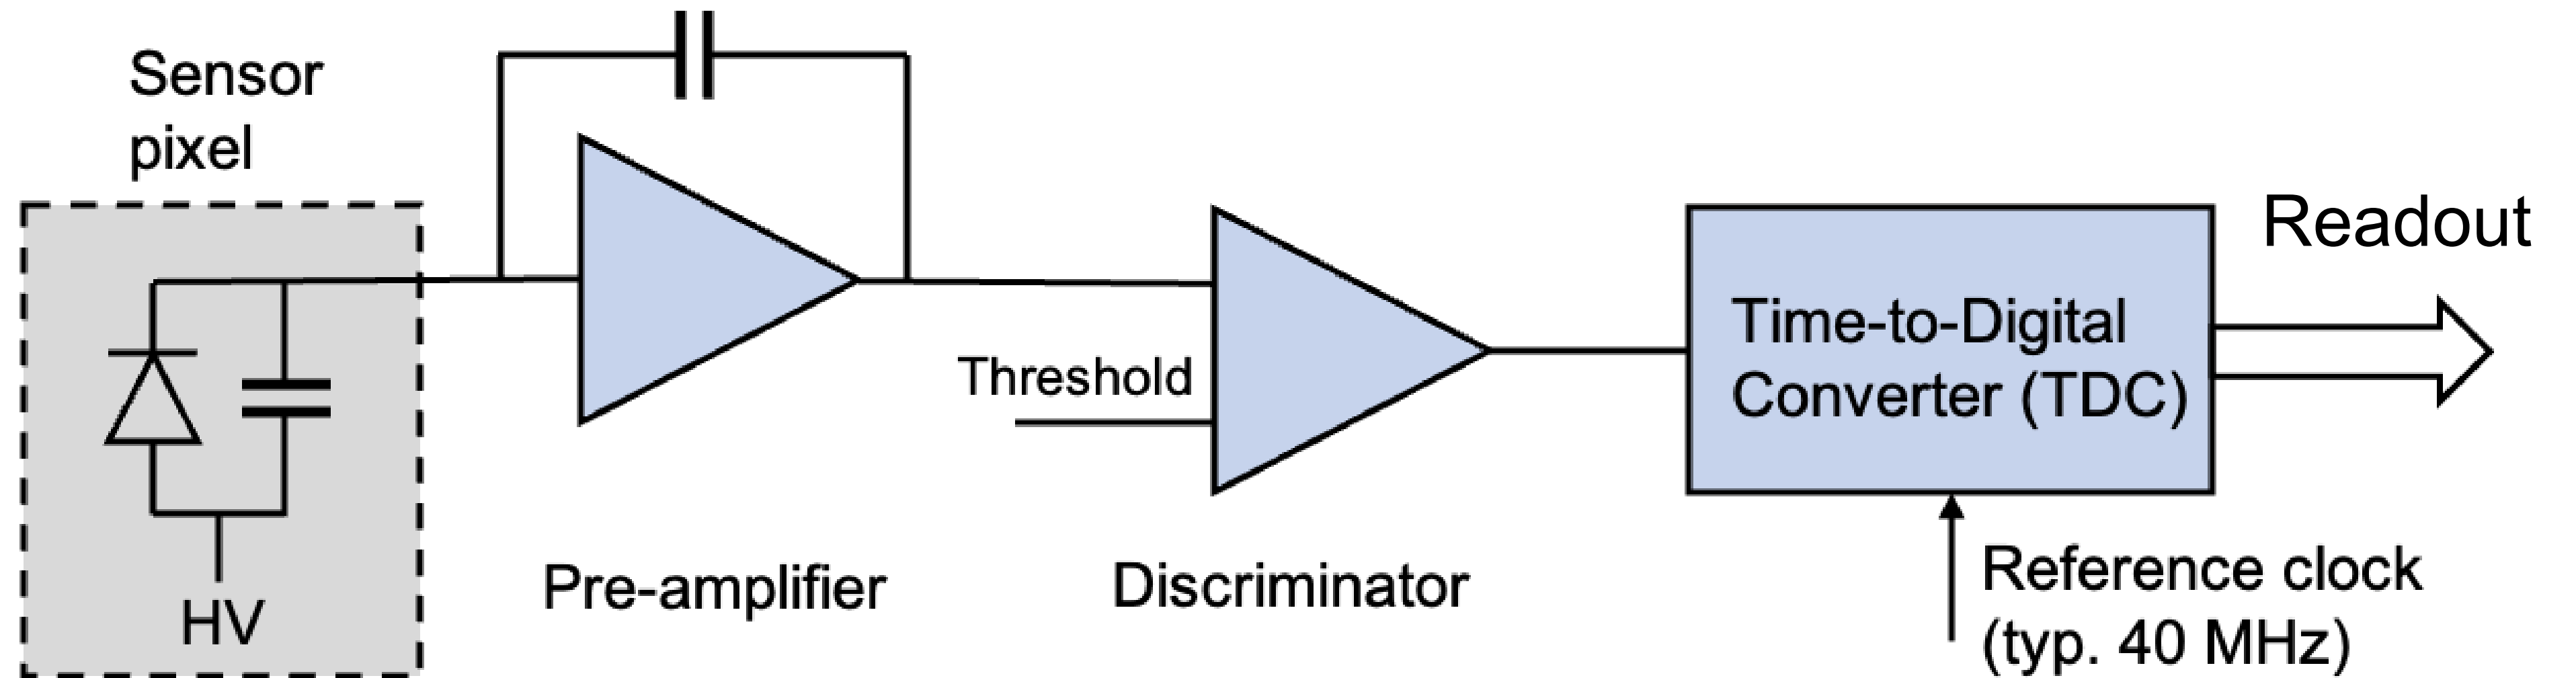 Sensor
pixel
HV
Pre-amplifier
Threshold
Discriminator
Time-to-Digital
Converter (TDC)
Readout
Reference clock
(typ. 40 MHz)